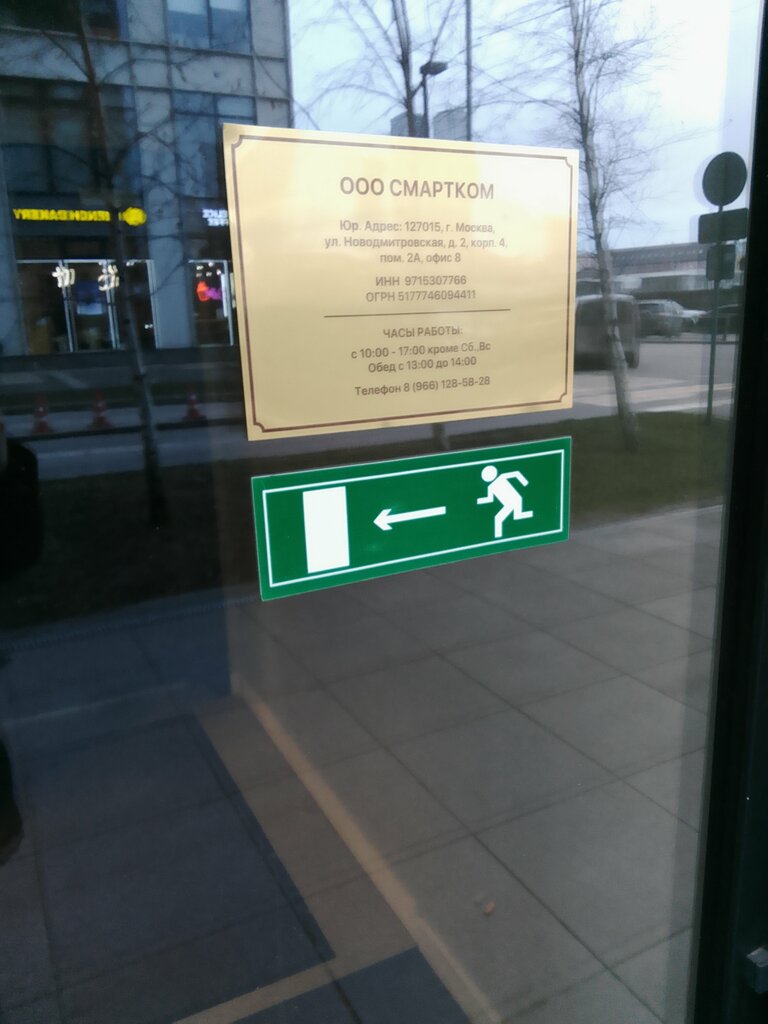 ООО СМАРТКОМ
Юр. Адрес: 127015, г. Москва,
ул. Новодмитровская, д. 2, корп. 4,
пом. 2А, офис 8
ИНН 9715307766
ОГРН 5177746094411
ЧАСЫ РАБОТЫ:
с 10:00 - 17:00 кроме Сб.,Вс
Обед с 13:00 до 14:00
Телефон 8 (966) 128-58-28
BAKERY